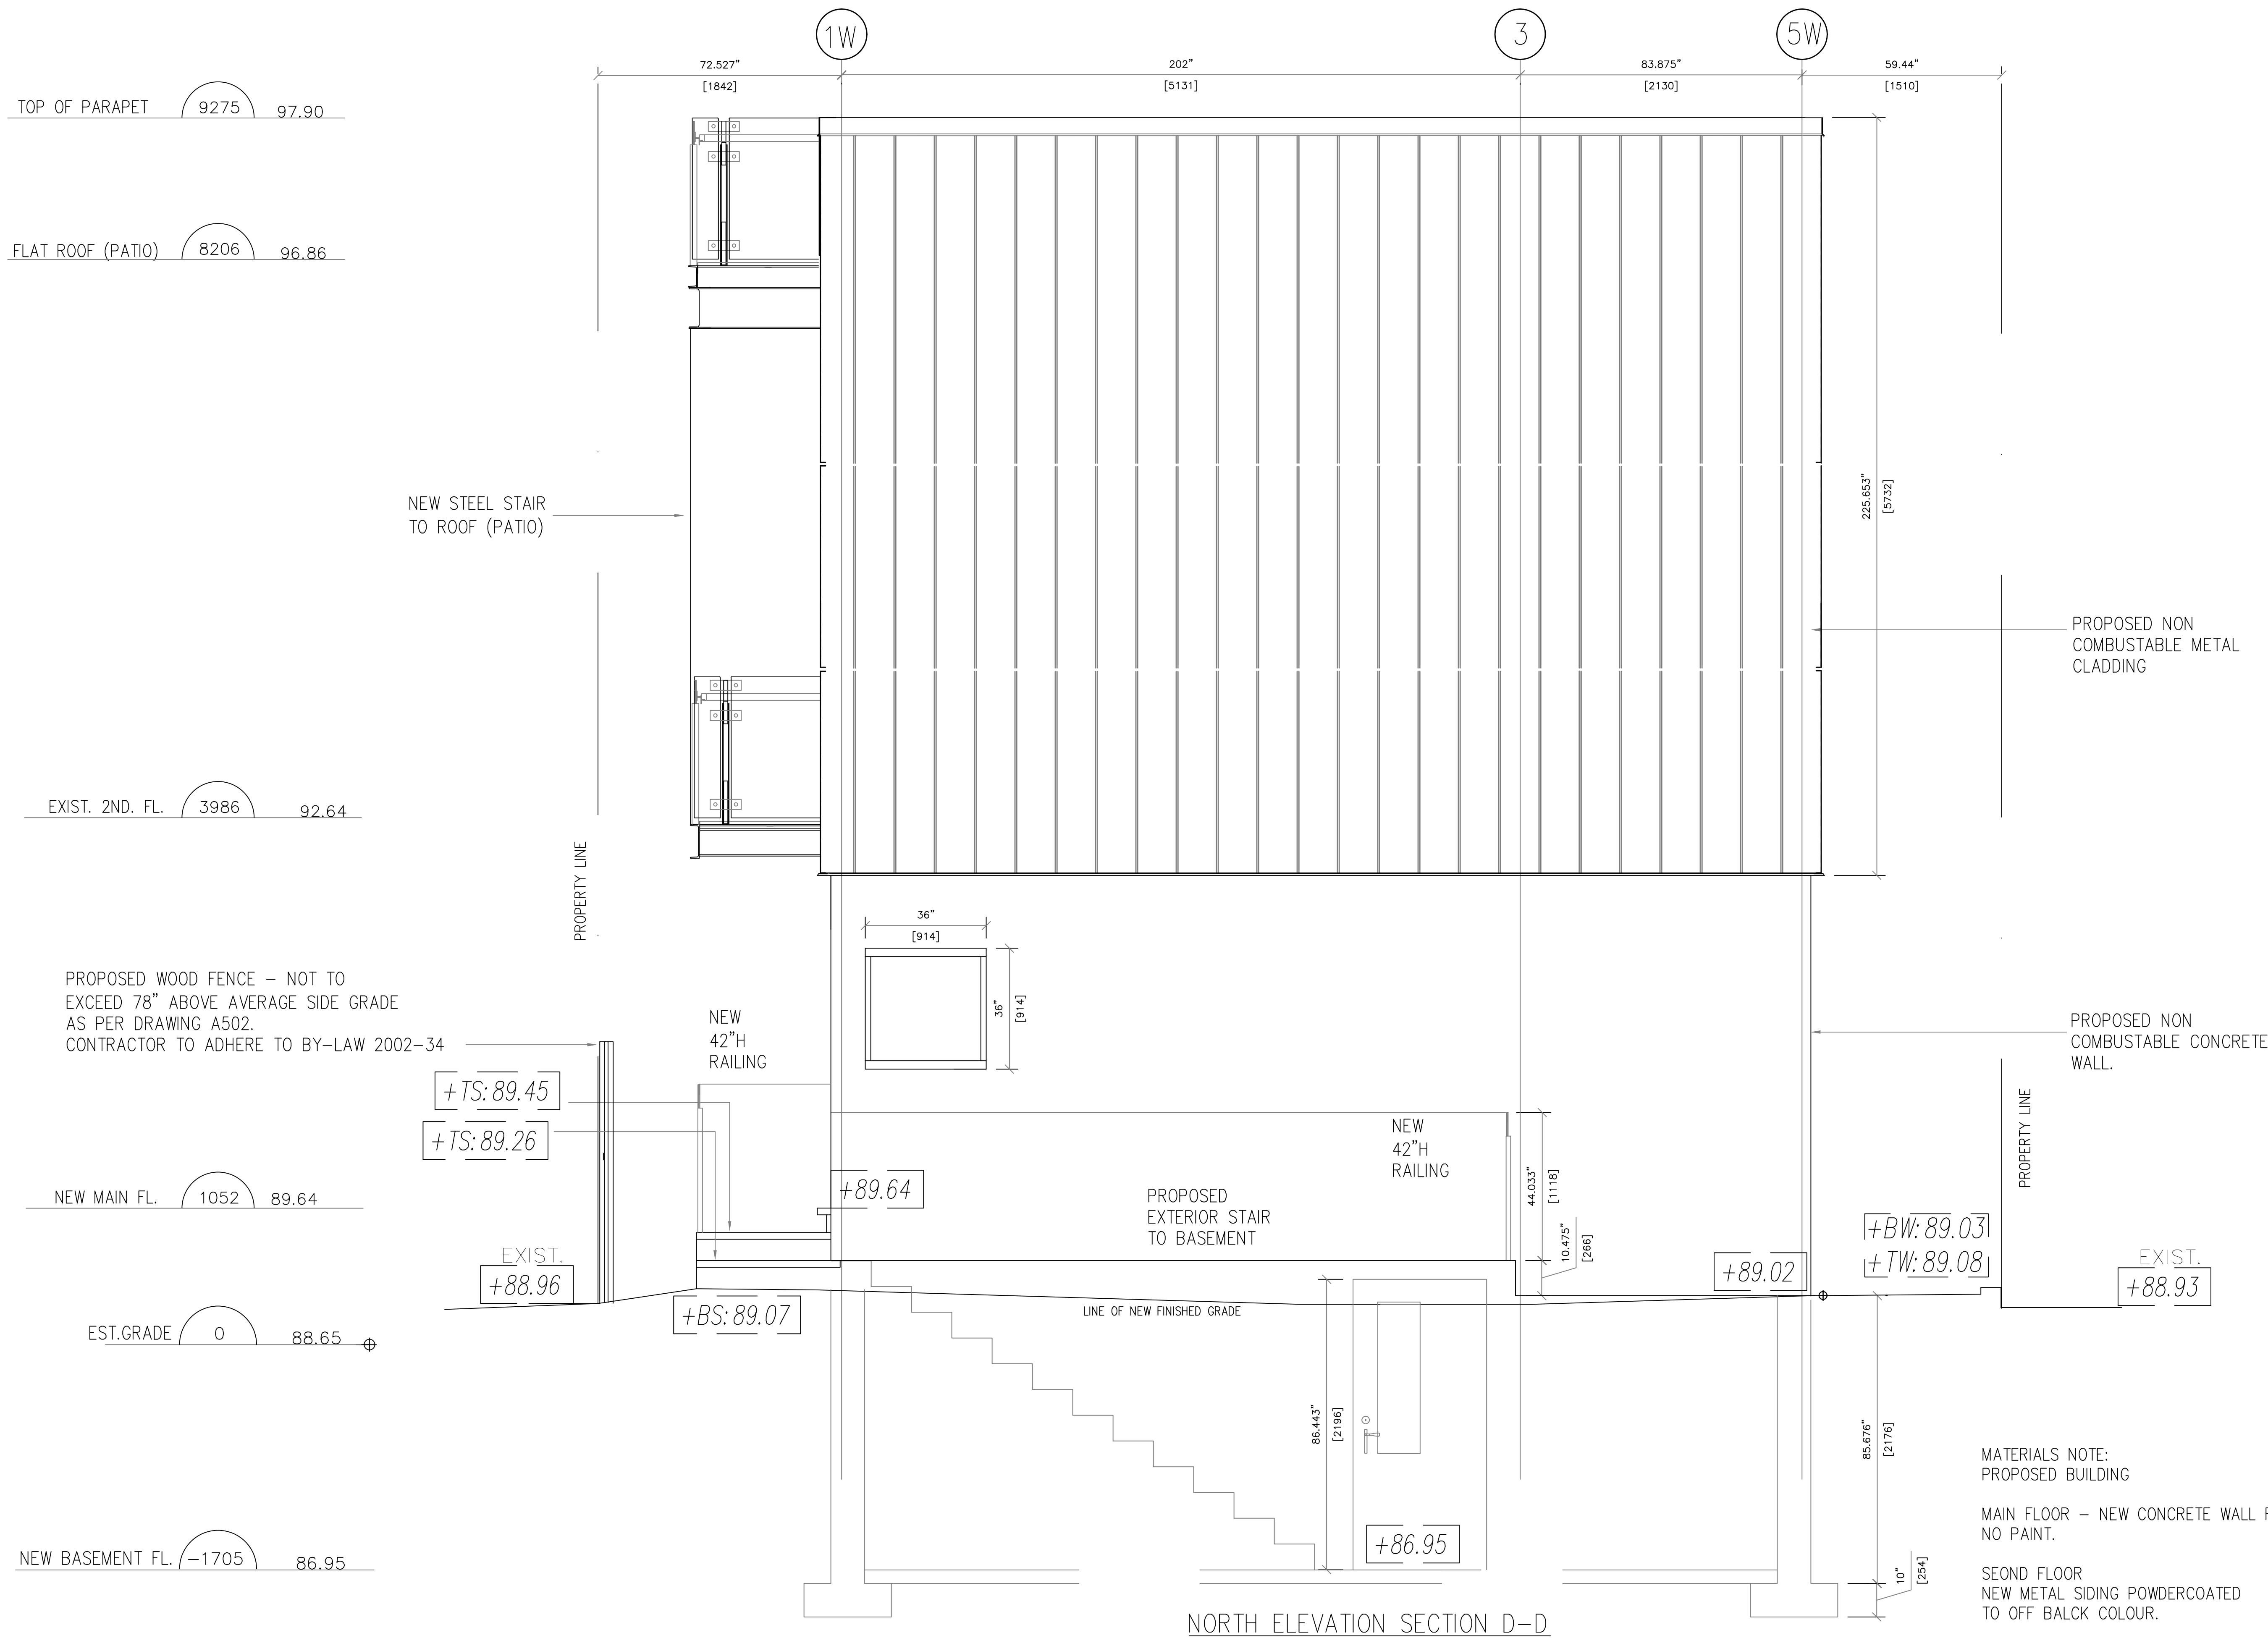 1W
3
5W
72.527"
[1842]
202"
[5131]
83.875"
[2130]
59.44"
[1510]
TOP OF PARAPET 9275 97.90
FLAT ROOF (PATIO) 8206 96.86
NEW STEEL STAIR
TO ROOF (PATIO)
225.653"
[5732]
PROPOSED NON
COMBUSTABLE METAL
CLADDING
EXIST. 2ND. FL. 3986 92.64
PROPERTY LINE
36"
[914]
36"
[914]
PROPOSED WOOD FENCE – NOT TO
EXCEED 78" ABOVE AVERAGE SIDE GRADE
AS PER DRAWING A502.
CONTRACTOR TO ADHERE TO BY-LAW 2002-34
NEW
42"H
RAILING
PROPOSED NON
COMBUSTABLE CONCRETE
WALL.
+TS: 89.45
+TS: 89.26
NEW
42"H
RAILING
PROPERTY LINE
44.033"
[1118]
NEW MAIN FL. 1052 89.64
+89.64
PROPOSED
EXTERIOR STAIR
TO BASEMENT
10.475"
[266]
+BW: 89.03
+TW: 89.08
EXIST.
+88.96
+89.02
EXIST.
+88.93
+BS: 89.07
LINE OF NEW FINISHED GRADE
EST.GRADE 0 88.65
86.443"
[2196]
85.676"
[2176]
MATERIALS NOTE:
PROPOSED BUILDING
MAIN FLOOR – NEW CONCRETE WALL
NO PAINT.
SEOND FLOOR
NEW METAL SIDING POWDERCOATED
TO OFF BALCK COLOUR.
NEW BASEMENT FL. -1705 86.95
+86.95
10"
[254]
NORTH ELEVATION SECTION D-D